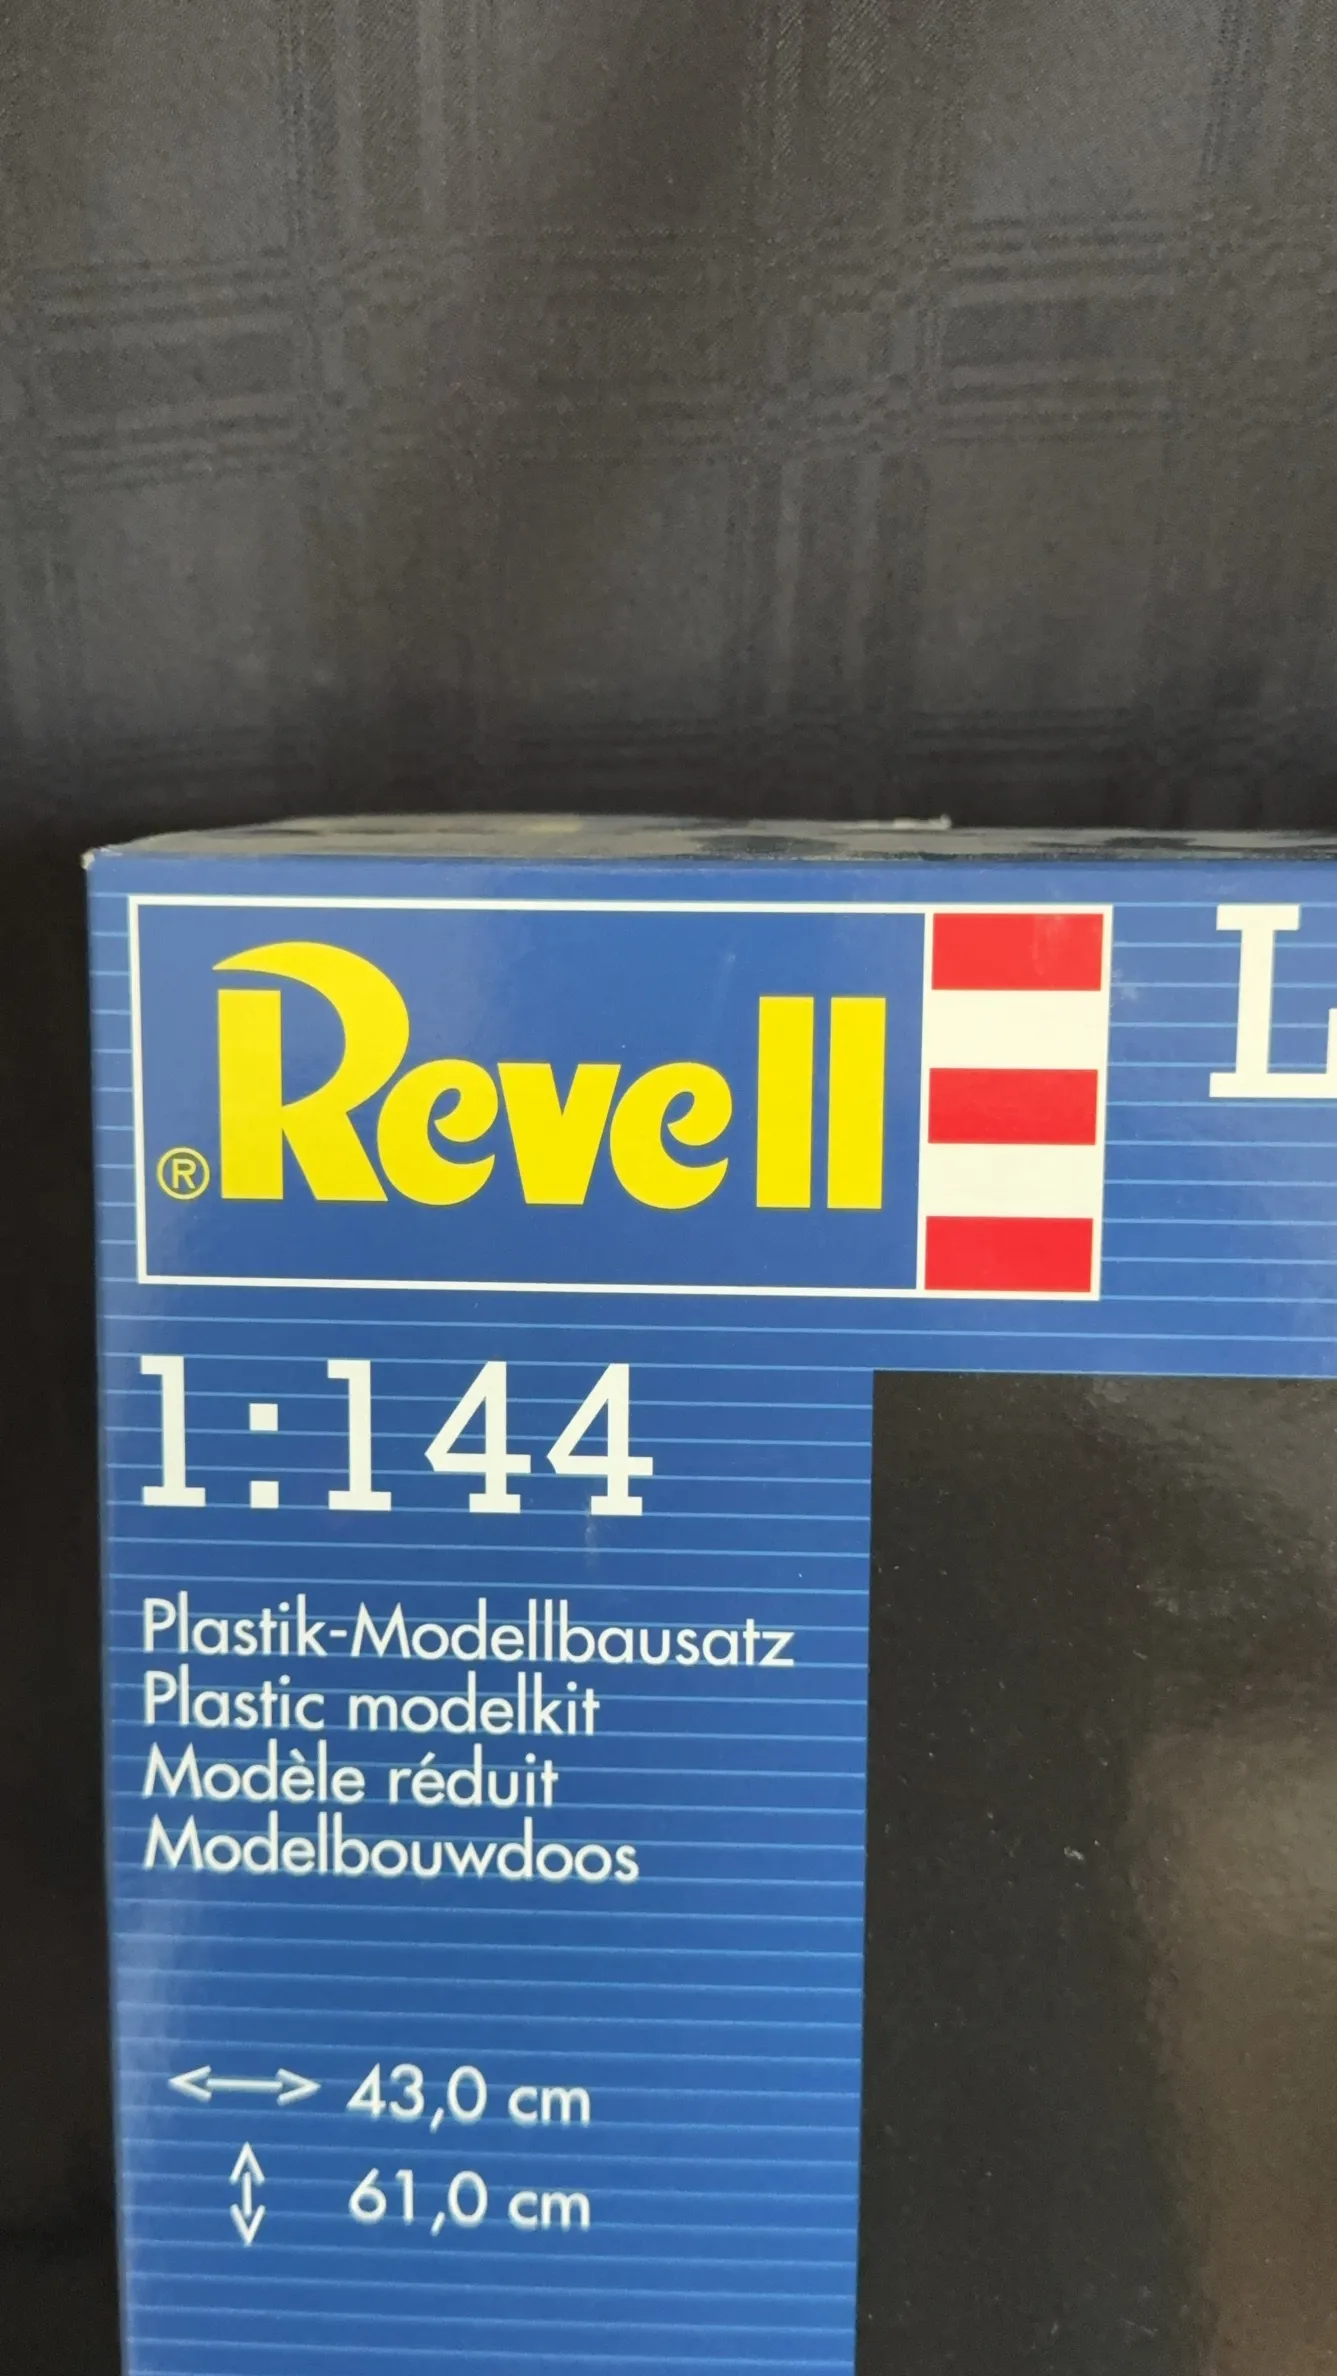 ® Revell
L
1:144
Plastik-Modellbausatz
Plastic modelkit
Modèle réduit
Modelbouwdoos
43,0 cm
61,0 cm